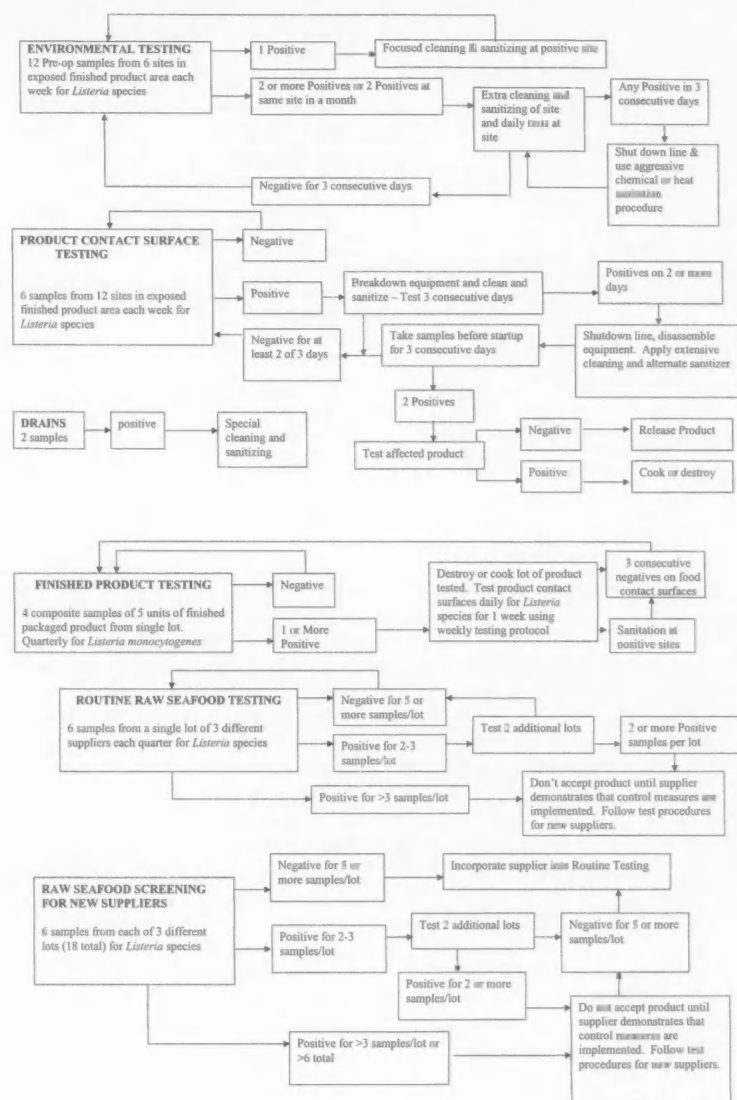 ENVIRONMENTAL TESTING
12 Pre-op samples from 6 sites in
exposed finished product area each
week for Listeria species
1 Positive
Focused cleaning & sanitizing at positive site
2 or more Positives or 2 Positives at
same site in a month
Extra cleaning and
sanitizing of site
and daily tests at
site
Any Positive in 3
consecutive days
Shut down line &
use aggressive
chemical or heat
sanitation
procedure
Negative for 3 consecutive days
PRODUCT CONTACT SURFACE
TESTING
6 samples from 12 sites in exposed
finished product area each week for
Listeria species
Negative
Positive
Breakdown equipment and clean and
sanitize – Test 3 consecutive days
Positives on 2 or more
days
Negative for at
least 2 of 3 days
Take samples before startup
for 3 consecutive days
Shutdown line, disassemble
equipment. Apply extensive
cleaning and alternate sanitizer
2 Positives
DRAINS
2 samples
positive
Special
cleaning and
sanitizing
Test affected product
Negative
Release Product
Positive
Cook or destroy
FINISHED PRODUCT TESTING
4 composite samples of 5 units of finished
packaged product from single lot.
Quarterly for Listeria monocytogenes
Negative
1 or More
Positive
Destroy or cook lot of product
tested. Test product contact
surfaces daily for Listeria
species for 1 week using
weekly testing protocol
3 consecutive
negatives on food
contact surfaces
Sanitation at
positive sites
ROUTINE RAW SEAFOOD TESTING
6 samples from a single lot of 3 different
suppliers each quarter for Listeria species
Negative for 5 or
more samples/lot
Positive for 2-3
samples/lot
Test 2 additional lots
2 or more Positive
samples per lot
Positive for >3 samples/lot
Don't accept product until supplier
demonstrates that control measures are
implemented. Follow test procedures
for new suppliers.
RAW SEAFOOD SCREENING
FOR NEW SUPPLIERS
6 samples from each of 3 different
lots (18 total) for Listeria species
Negative for 5 or
more samples/lot
Incorporate supplier into Routine Testing
Positive for 2-3
samples/lot
Test 2 additional lots
Negative for 5 or more
samples/lot
Positive for 2 or more
samples/lot
Positive for >3 samples/lot or
>6 total
Do not accept product until
supplier demonstrates that
control measures are
implemented. Follow test
procedures for new suppliers.